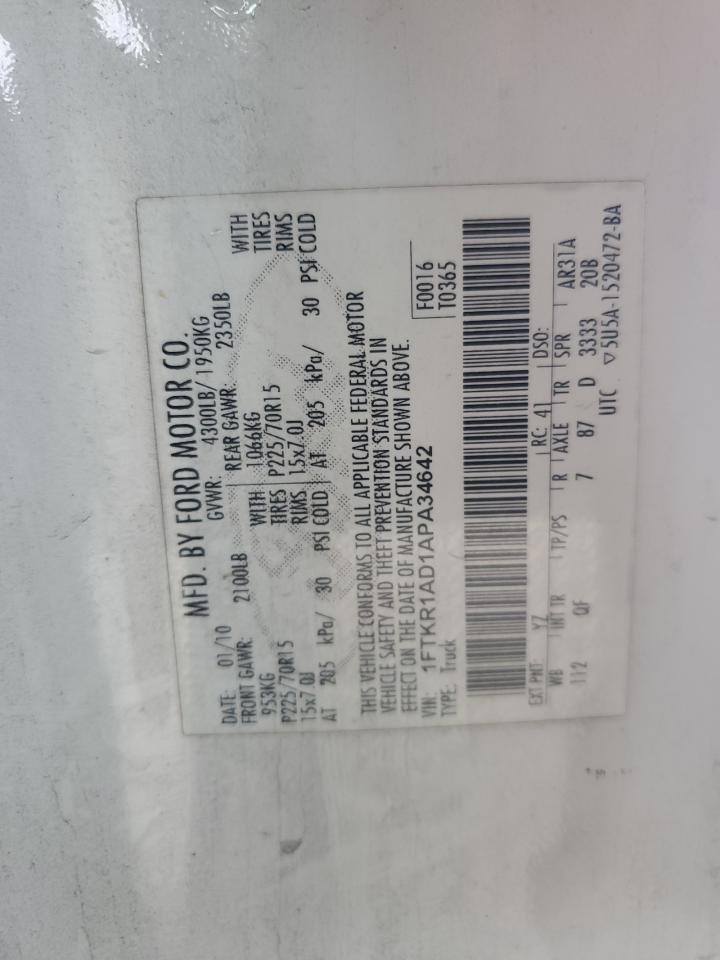 MFD. BY FORD MOTOR CO.
DATE: 01/10 GVWR: 4300LB/ 1950KG
FRONT GAWR: 2100LB REAR GAWR: 2350LB
953KG WITH 1066KG WITH
P225/70R15 TIRES P225/70R15 TIRES
15x7.0J RIMS 15x7.0J RIMS
AT 205 kPa/ 30 PSI COLD AT 205 kPa/ 30 PSI COLD
THIS VEHICLE CONFORMS TO ALL APPLICABLE FEDERAL MOTOR
VEHICLE SAFETY AND THEFT PREVENTION STANDARDS IN
EFFECT ON THE DATE OF MANUFACTURE SHOWN ABOVE.
VIN: 1FTKR1AD1APA34642 F0016
TYPE: Truck T0365
EXT PNT: YZ RC: 41 DSO:
WB INT TR TP/PS R AXLE TR SPR AR31A
112 QF 7 87 D 3333 20B
UTC ▽5U5A-1520472-BA